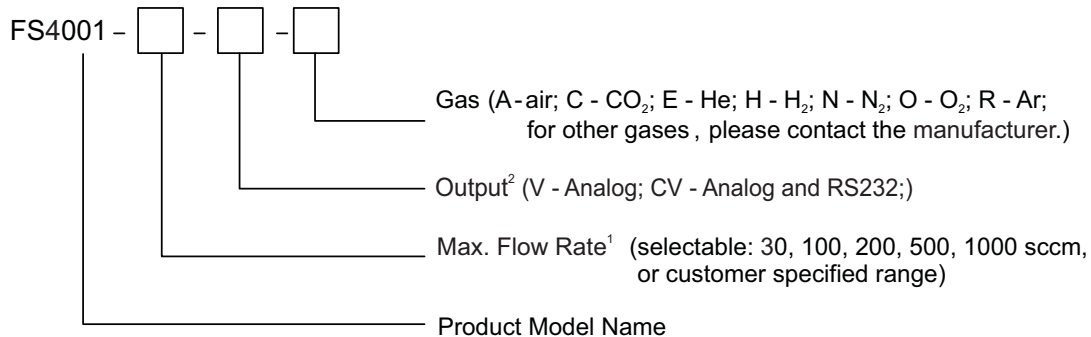 FS4001 – – –
Gas (A-air; C - CO₂; E - He; H - H₂; N - N₂; O - O₂; R - Ar;
for other gases , please contact the manufacturer.)
Output² (V - Analog; CV - Analog and RS232;)
Max. Flow Rate¹ (selectable: 30, 100, 200, 500, 1000 sccm,
or customer specified range)
Product Model Name